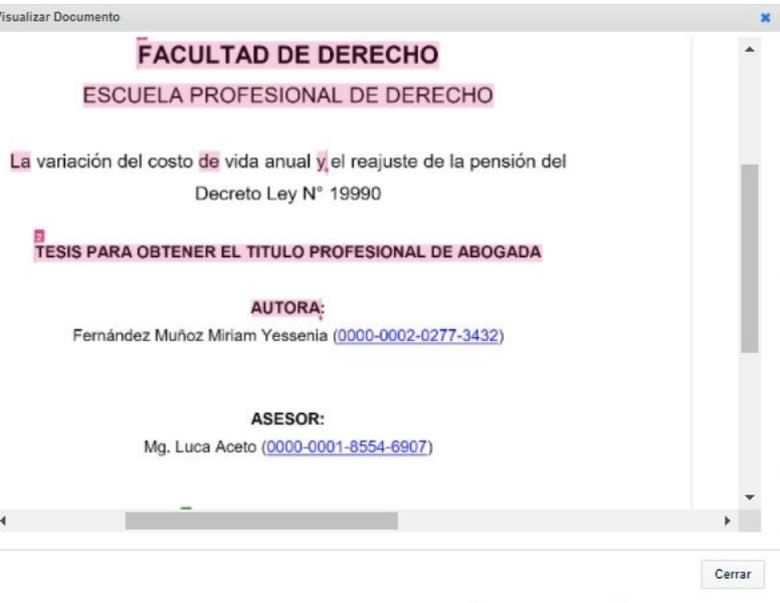 Visualizar Documento
FACULTAD DE DERECHO
ESCUELA PROFESIONAL DE DERECHO
La variación del costo de vida anual y el reajuste de la pensión del
Decreto Ley N° 19990
2
TESIS PARA OBTENER EL TITULO PROFESIONAL DE ABOGADA
AUTORA:
Fernández Muñoz Miriam Yessenia (0000-0002-0277-3432)
ASESOR:
Mg. Luca Aceto (0000-0001-8554-6907)
Cerrar